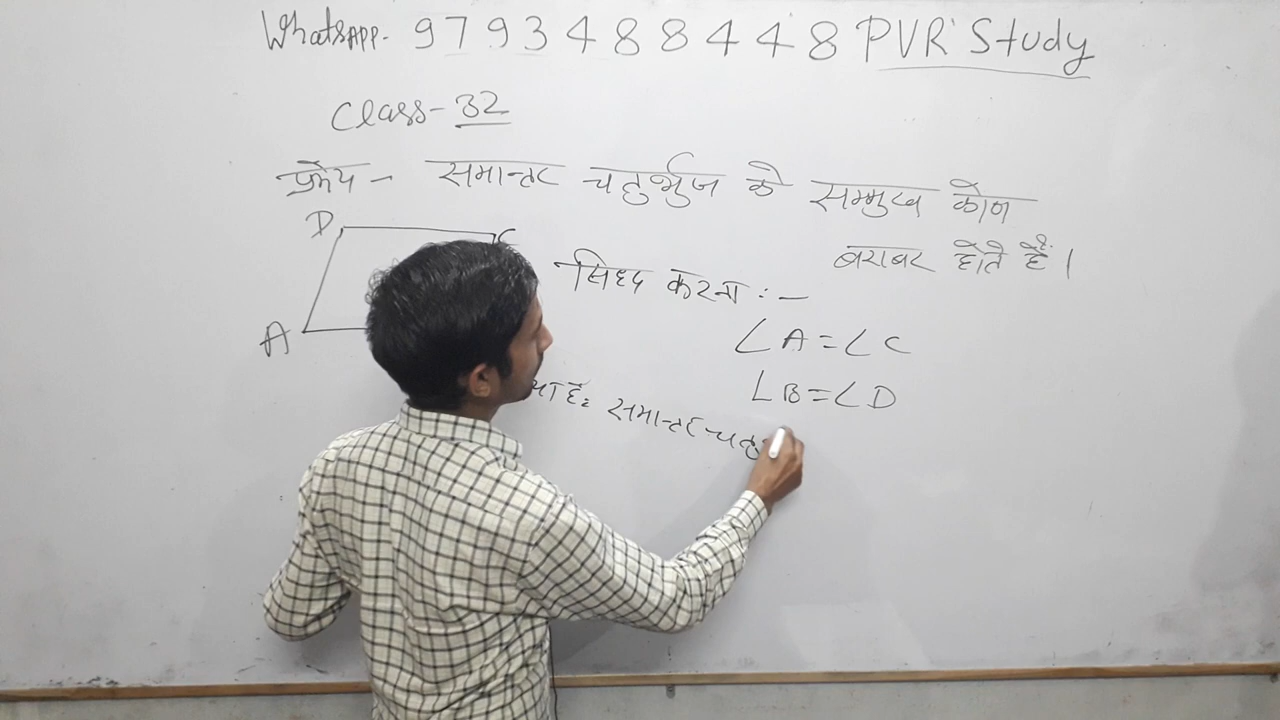 WhatsAPP. 9793488448 PVR Study
Class- 32
प्रमेय - समान्तर चतुर्भुज के सम्मुख कोण
बराबर होते है।
D C
सिध्द करना :-
A
∠A=∠C
∠B=∠D
है: समान्तर चतु